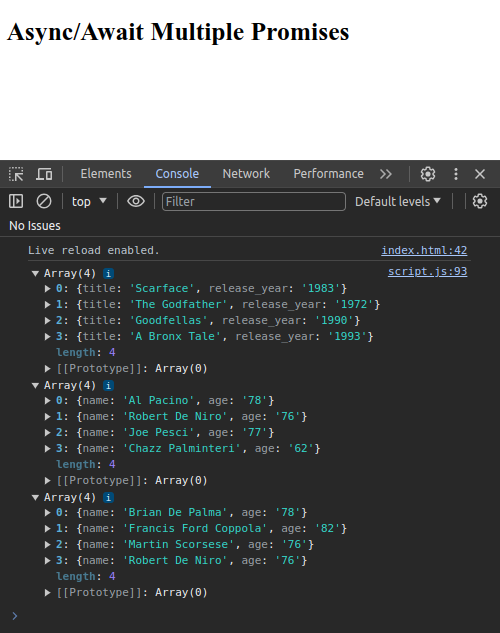 Async/Await Multiple Promises
Elements Console Network Performance
top Filter Default levels
No Issues
Live reload enabled. index.html:42
Array(4) i script.js:93
0: {title: 'Scarface', release_year: '1983'}
1: {title: 'The Godfather', release_year: '1972'}
2: {title: 'Goodfellas', release_year: '1990'}
3: {title: 'A Bronx Tale', release_year: '1993'}
length: 4
[[Prototype]]: Array(0)
Array(4) i
0: {name: 'Al Pacino', age: '78'}
1: {name: 'Robert De Niro', age: '76'}
2: {name: 'Joe Pesci', age: '77'}
3: {name: 'Chazz Palminteri', age: '62'}
length: 4
[[Prototype]]: Array(0)
Array(4) i
0: {name: 'Brian De Palma', age: '78'}
1: {name: 'Francis Ford Coppola', age: '82'}
2: {name: 'Martin Scorsese', age: '76'}
3: {name: 'Robert De Niro', age: '76'}
length: 4
[[Prototype]]: Array(0)